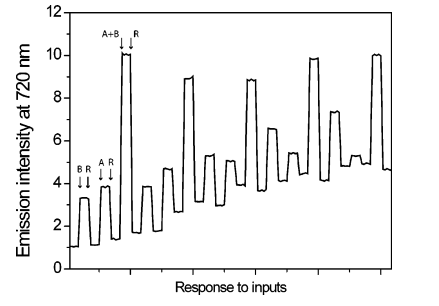 12
10
8
6
4
2
0
Emission intensity at 720 nm
A+B R
B R A R
Response to inputs